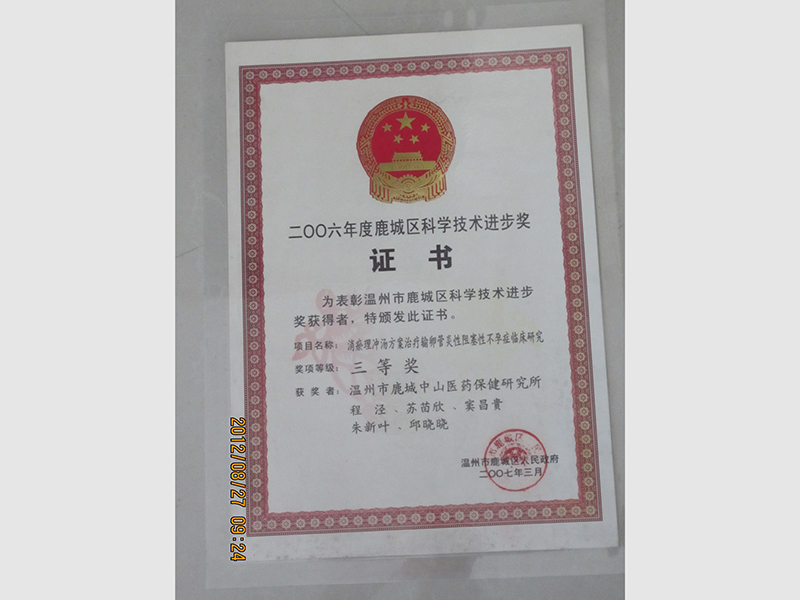 二〇〇六年度鹿城区科学技术进步奖
证 书
为表彰温州市鹿城区科学技术进步
奖获得者，特颁发此证书。
项目名称：消瘀理冲汤方案治疗输卵管炎性阻塞性不孕症临床研究
奖项等级：三 等 奖
获 奖 者：温州市鹿城中山医药保健研究所
程 泾 、苏苗欣 、窦昌贵
朱新叶 、邱晓晓
温州市鹿城区人民政府
二〇〇七年三月
2012/08/27 09:24